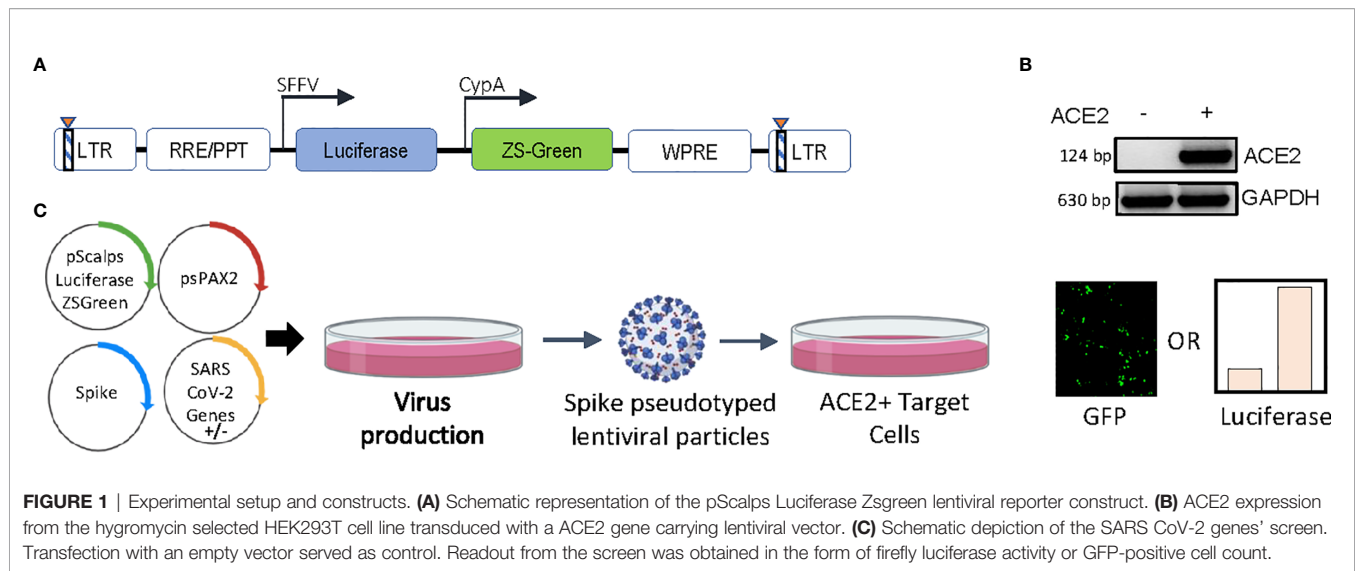 A
SFFV
CypA
LTR
RRE/PPT
Luciferase
ZS-Green
WPRE
LTR
B
ACE2 - +
124 bp
ACE2
630 bp
GAPDH
C
pScalps
Luciferase
ZSGreen
psPAX2
Spike
SARS
CoV-2
Genes
+/-
Virus
production
Spike pseudotyped
lentiviral particles
ACE2+ Target
Cells
GFP
OR
Luciferase
FIGURE 1 | Experimental setup and constructs. (A) Schematic representation of the pScalps Luciferase Zsgreen lentiviral reporter construct. (B) ACE2 expression
from the hygromycin selected HEK293T cell line transduced with a ACE2 gene carrying lentiviral vector. (C) Schematic depiction of the SARS CoV-2 genes’ screen.
Transfection with an empty vector served as control. Readout from the screen was obtained in the form of firefly luciferase activity or GFP-positive cell count.